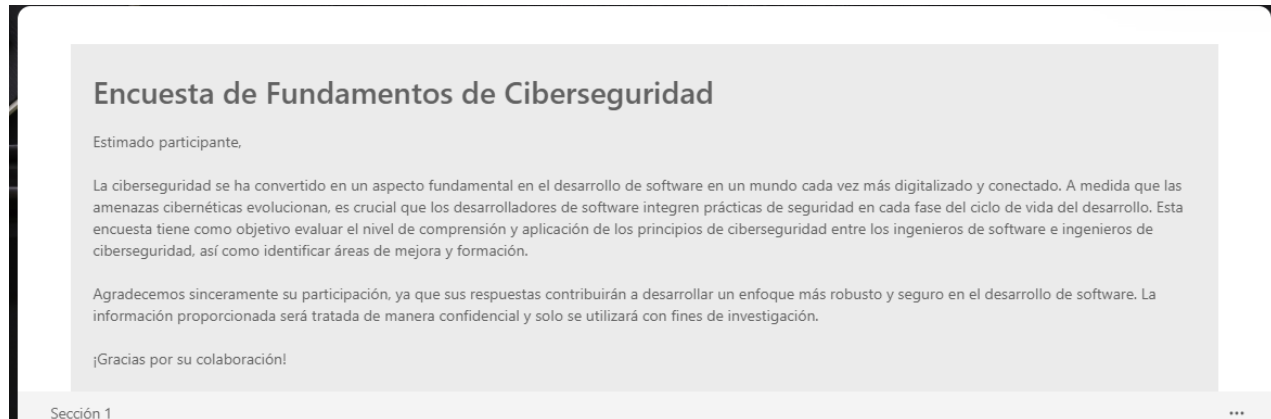 Encuesta de Fundamentos de Ciberseguridad
Estimado participante,
La ciberseguridad se ha convertido en un aspecto fundamental en el desarrollo de software en un mundo cada vez más digitalizado y conectado. A medida que las
amenazas cibernéticas evolucionan, es crucial que los desarrolladores de software integren prácticas de seguridad en cada fase del ciclo de vida del desarrollo. Esta
encuesta tiene como objetivo evaluar el nivel de comprensión y aplicación de los principios de ciberseguridad entre los ingenieros de software e ingenieros de
ciberseguridad, así como identificar áreas de mejora y formación.
Agradecemos sinceramente su participación, ya que sus respuestas contribuirán a desarrollar un enfoque más robusto y seguro en el desarrollo de software. La
información proporcionada será tratada de manera confidencial y solo se utilizará con fines de investigación.
¡Gracias por su colaboración!
Sección 1